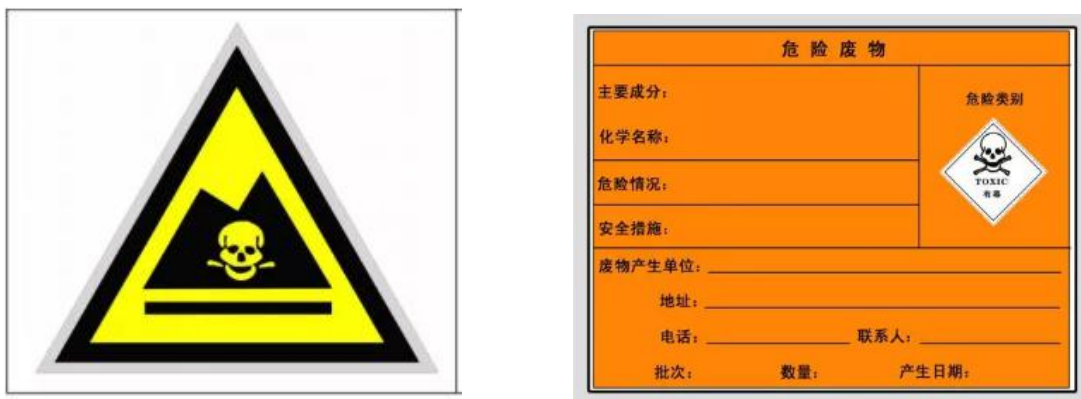 危险废物
主要成分：
危险类别
化学名称：
TOXIC
有毒
危险情况：
安全措施：
废物产生单位：
地址：
电话： 联系人：
批次： 数量： 产生日期：